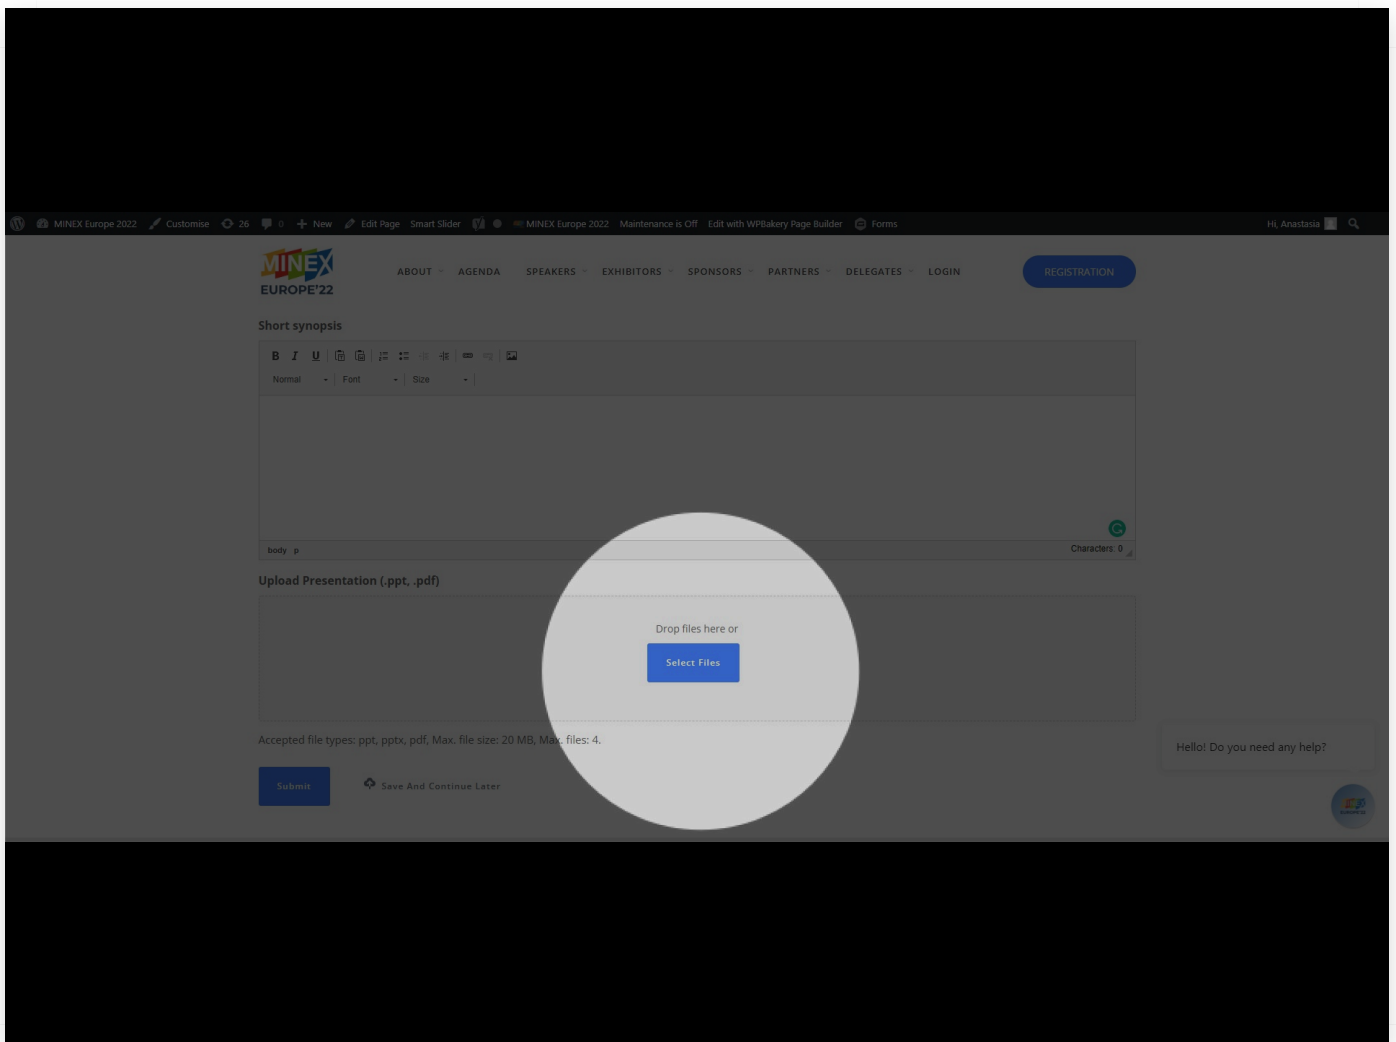 MINEX Europe 2022 Customise 26 0 New Edit Page Smart Slider MINEX Europe 2022 Maintenance is Off Edit with WPBakery Page Builder Forms Hi, Anastasia
MINEX
EUROPE'22
ABOUT AGENDA SPEAKERS EXHIBITORS SPONSORS PARTNERS DELEGATES LOGIN REGISTRATION
Short synopsis
B I U
Normal Font Size
body p Characters: 0
Upload Presentation (.ppt, .pdf)
Drop files here or
Select Files
Accepted file types: ppt, pptx, pdf, Max. file size: 20 MB, Max. files: 4.
Hello! Do you need any help?
Submit Save And Continue Later
MINEX
EUROPE'22